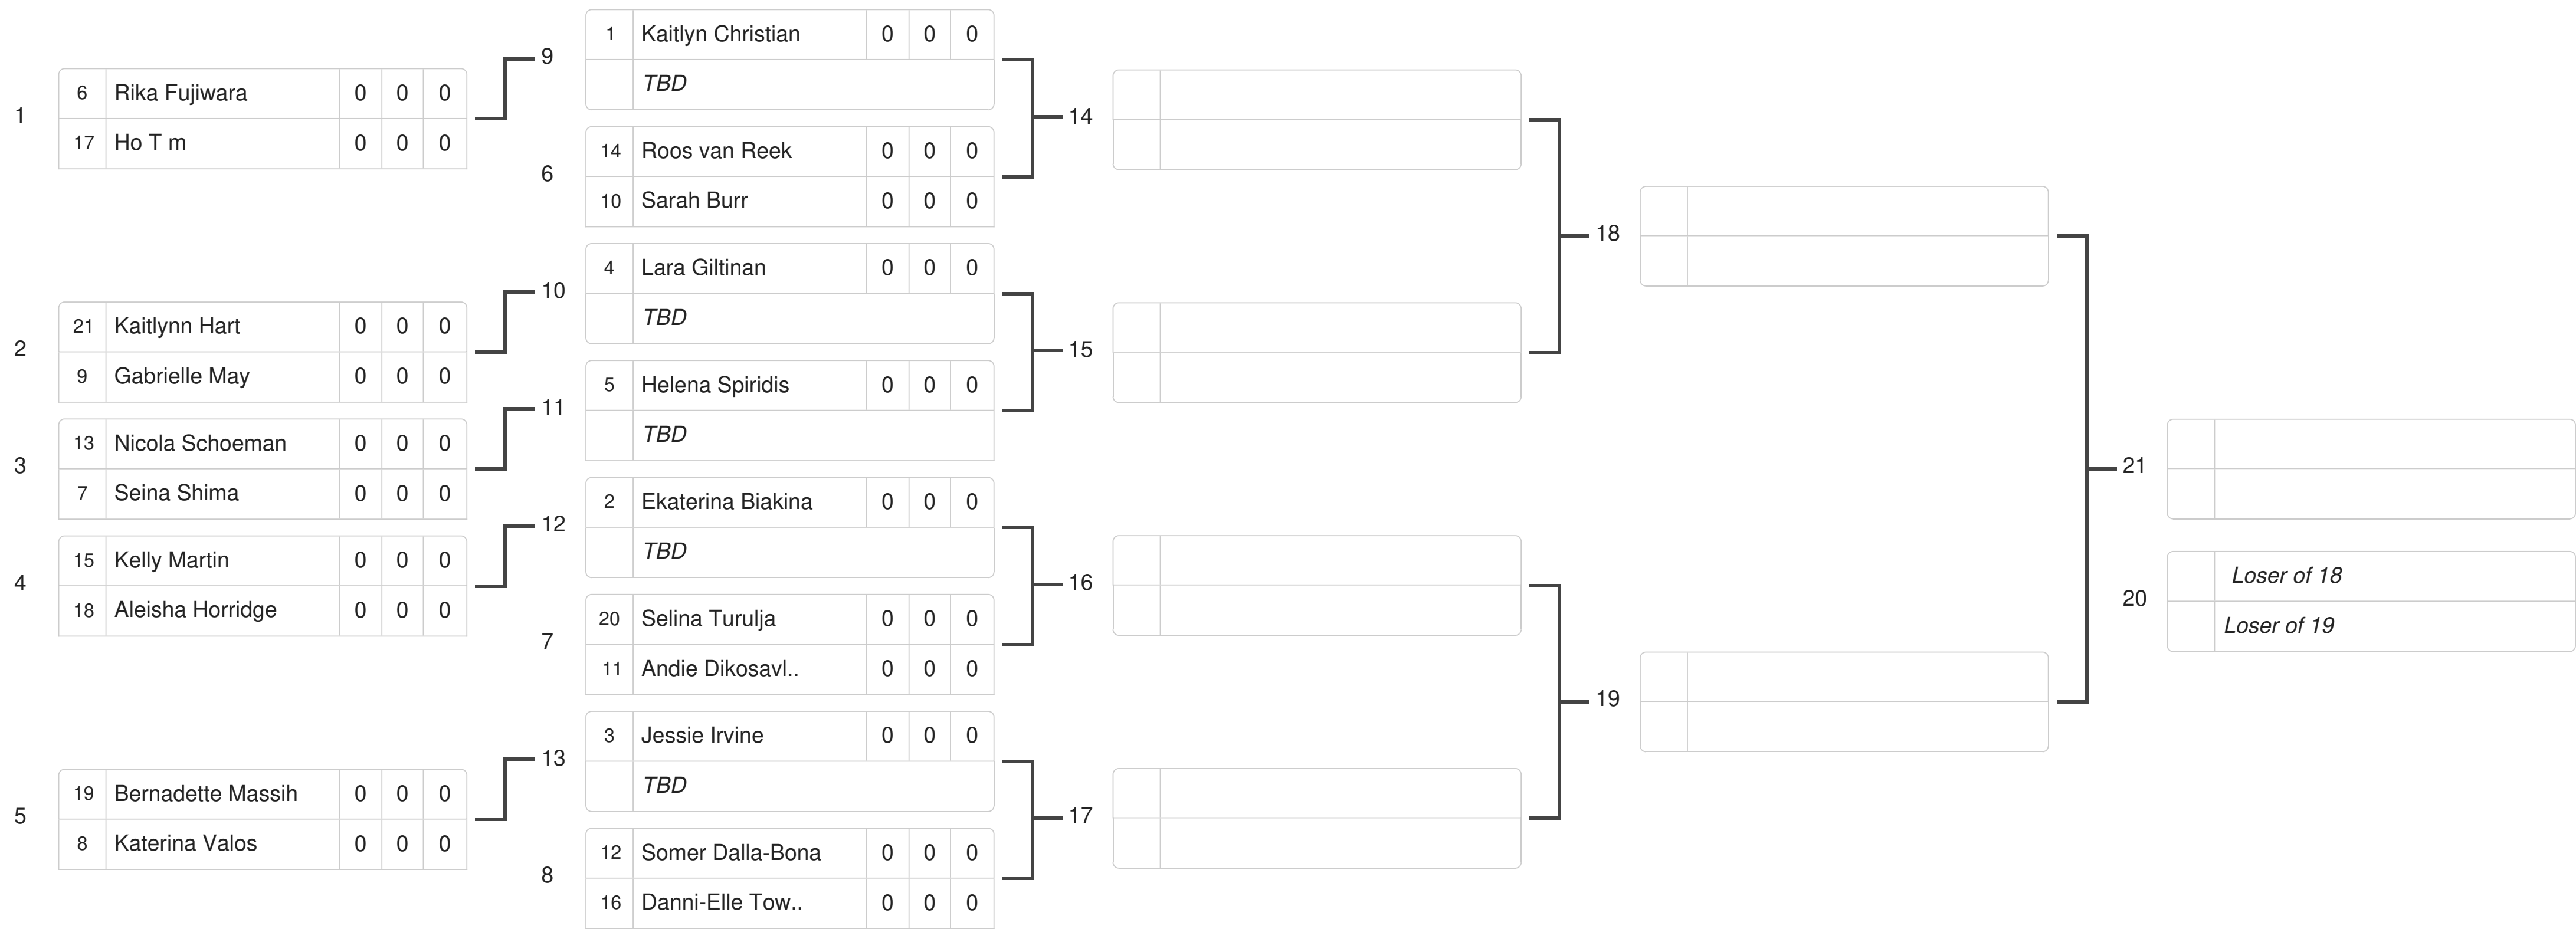 1
6 Rika Fujiwara 0 0 0
17 Ho T m 0 0 0
2
21 Kaitlynn Hart 0 0 0
9 Gabrielle May 0 0 0
3
13 Nicola Schoeman 0 0 0
7 Seina Shima 0 0 0
4
15 Kelly Martin 0 0 0
18 Aleisha Horridge 0 0 0
5
19 Bernadette Massih 0 0 0
8 Katerina Valos 0 0 0
9
1 Kaitlyn Christian 0 0 0
TBD
6
14 Roos van Reek 0 0 0
10 Sarah Burr 0 0 0
10
4 Lara Giltinan 0 0 0
TBD
11
5 Helena Spiridis 0 0 0
TBD
12
2 Ekaterina Biakina 0 0 0
TBD
7
20 Selina Turulja 0 0 0
11 Andie Dikosavl.. 0 0 0
13
3 Jessie Irvine 0 0 0
TBD
8
12 Somer Dalla-Bona 0 0 0
16 Danni-Elle Tow.. 0 0 0
14
15
16
17
18
19
21
20
Loser of 18
Loser of 19